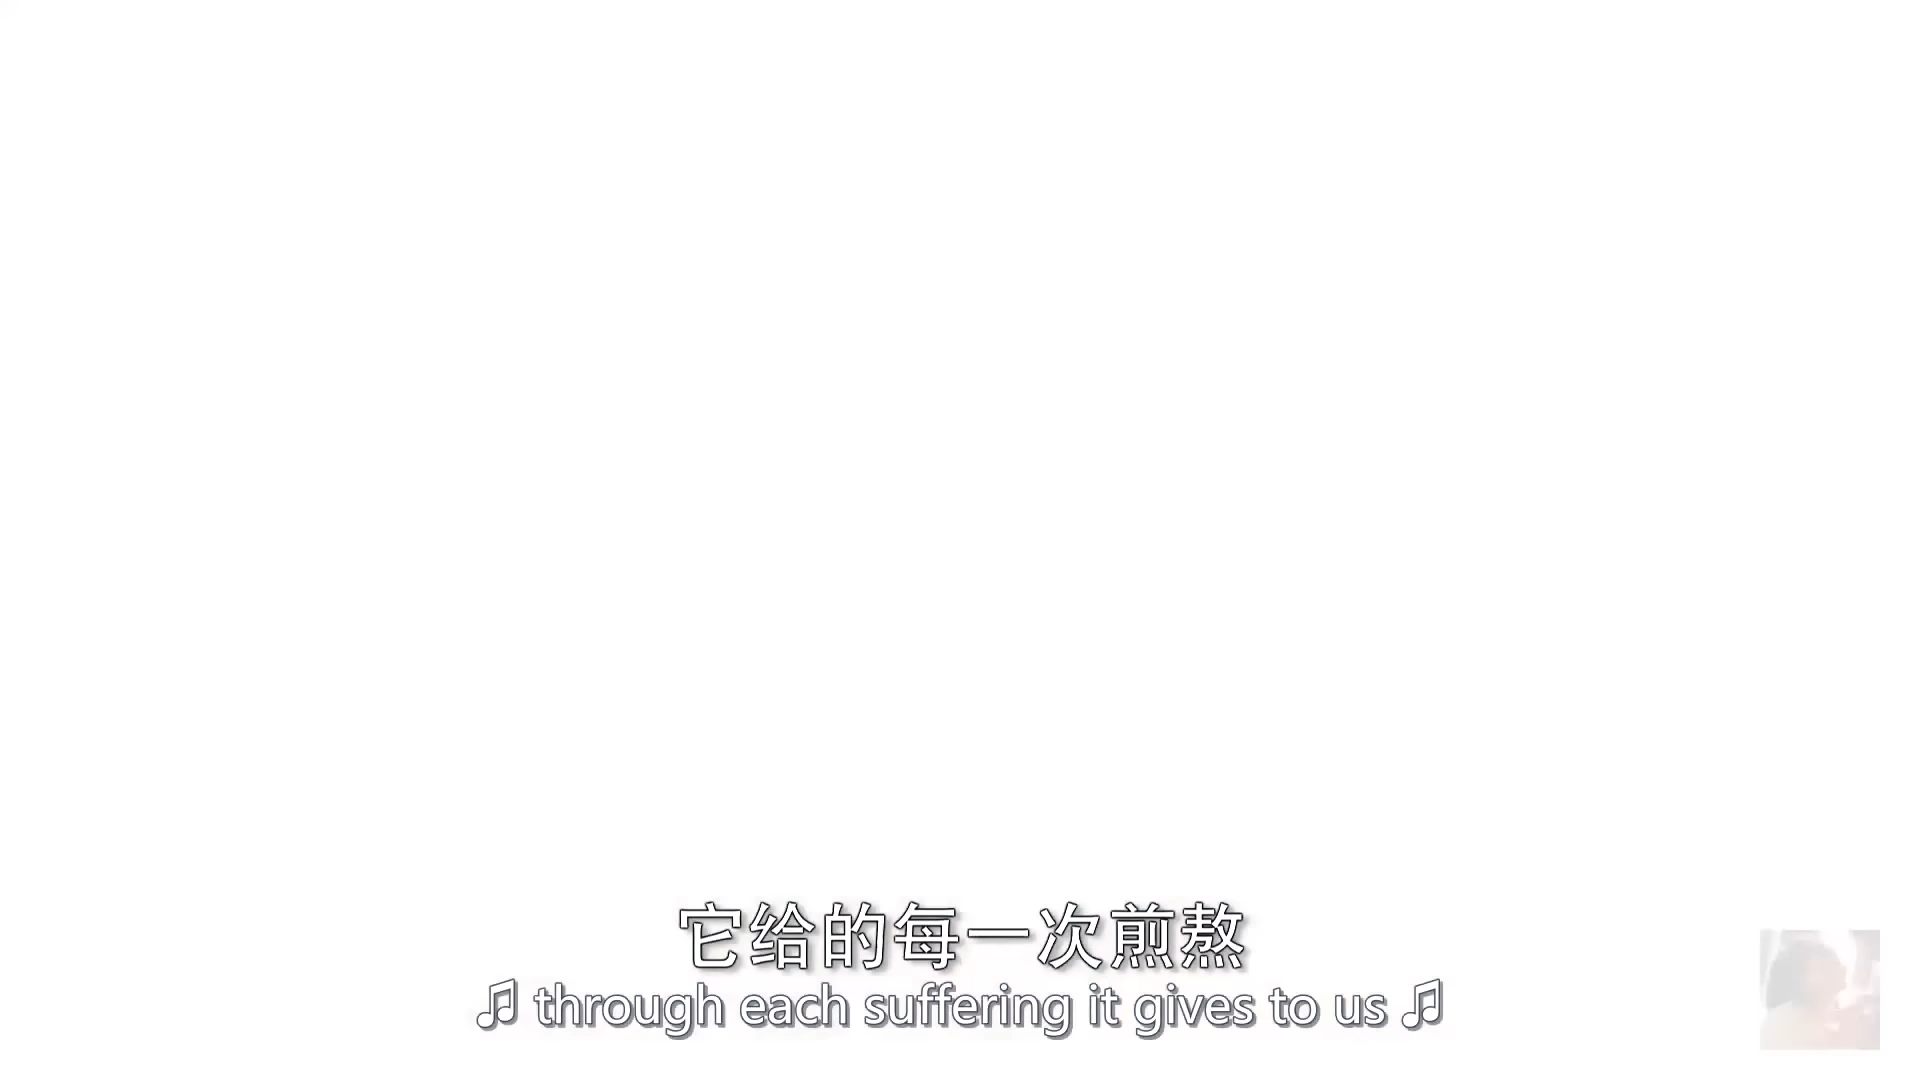 它给的每一次煎熬
♫ through each suffering it gives to us ♫